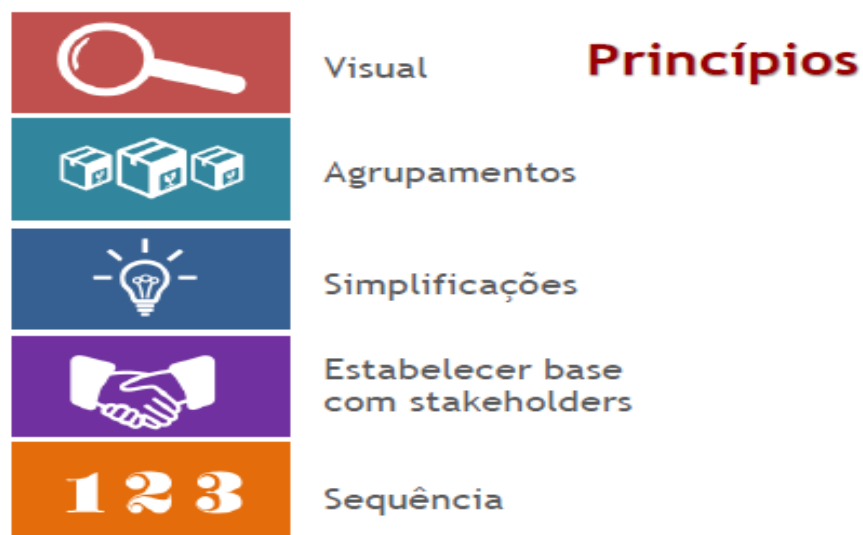 Princípios
Visual
Agrupamentos
Simplificações
Estabelecer base
com stakeholders
1 2 3
Sequência